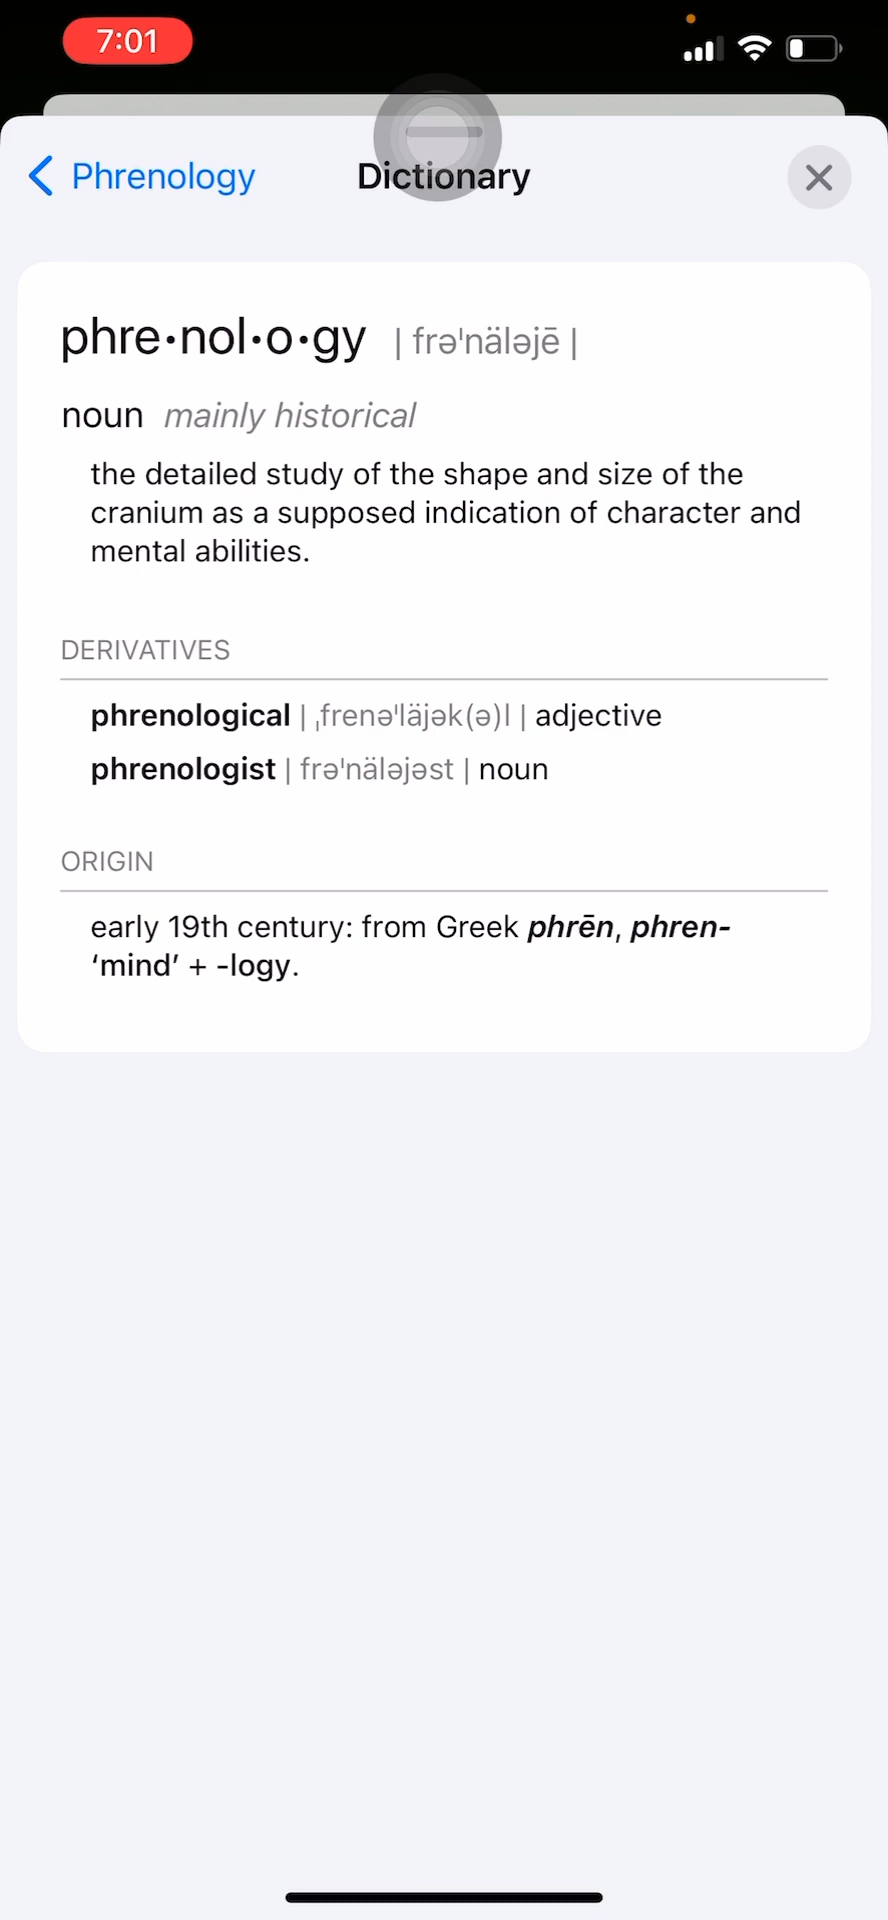 7:01
Phrenology
Dictionary
phre•nol•o•gy | frəˈnäləjē |
noun mainly historical
the detailed study of the shape and size of the
cranium as a supposed indication of character and
mental abilities.
DERIVATIVES
phrenological | ˌfrenəˈläjək(ə)l | adjective
phrenologist | frəˈnäləjəst | noun
ORIGIN
early 19th century: from Greek phrēn, phren-
‘mind’ + -logy.